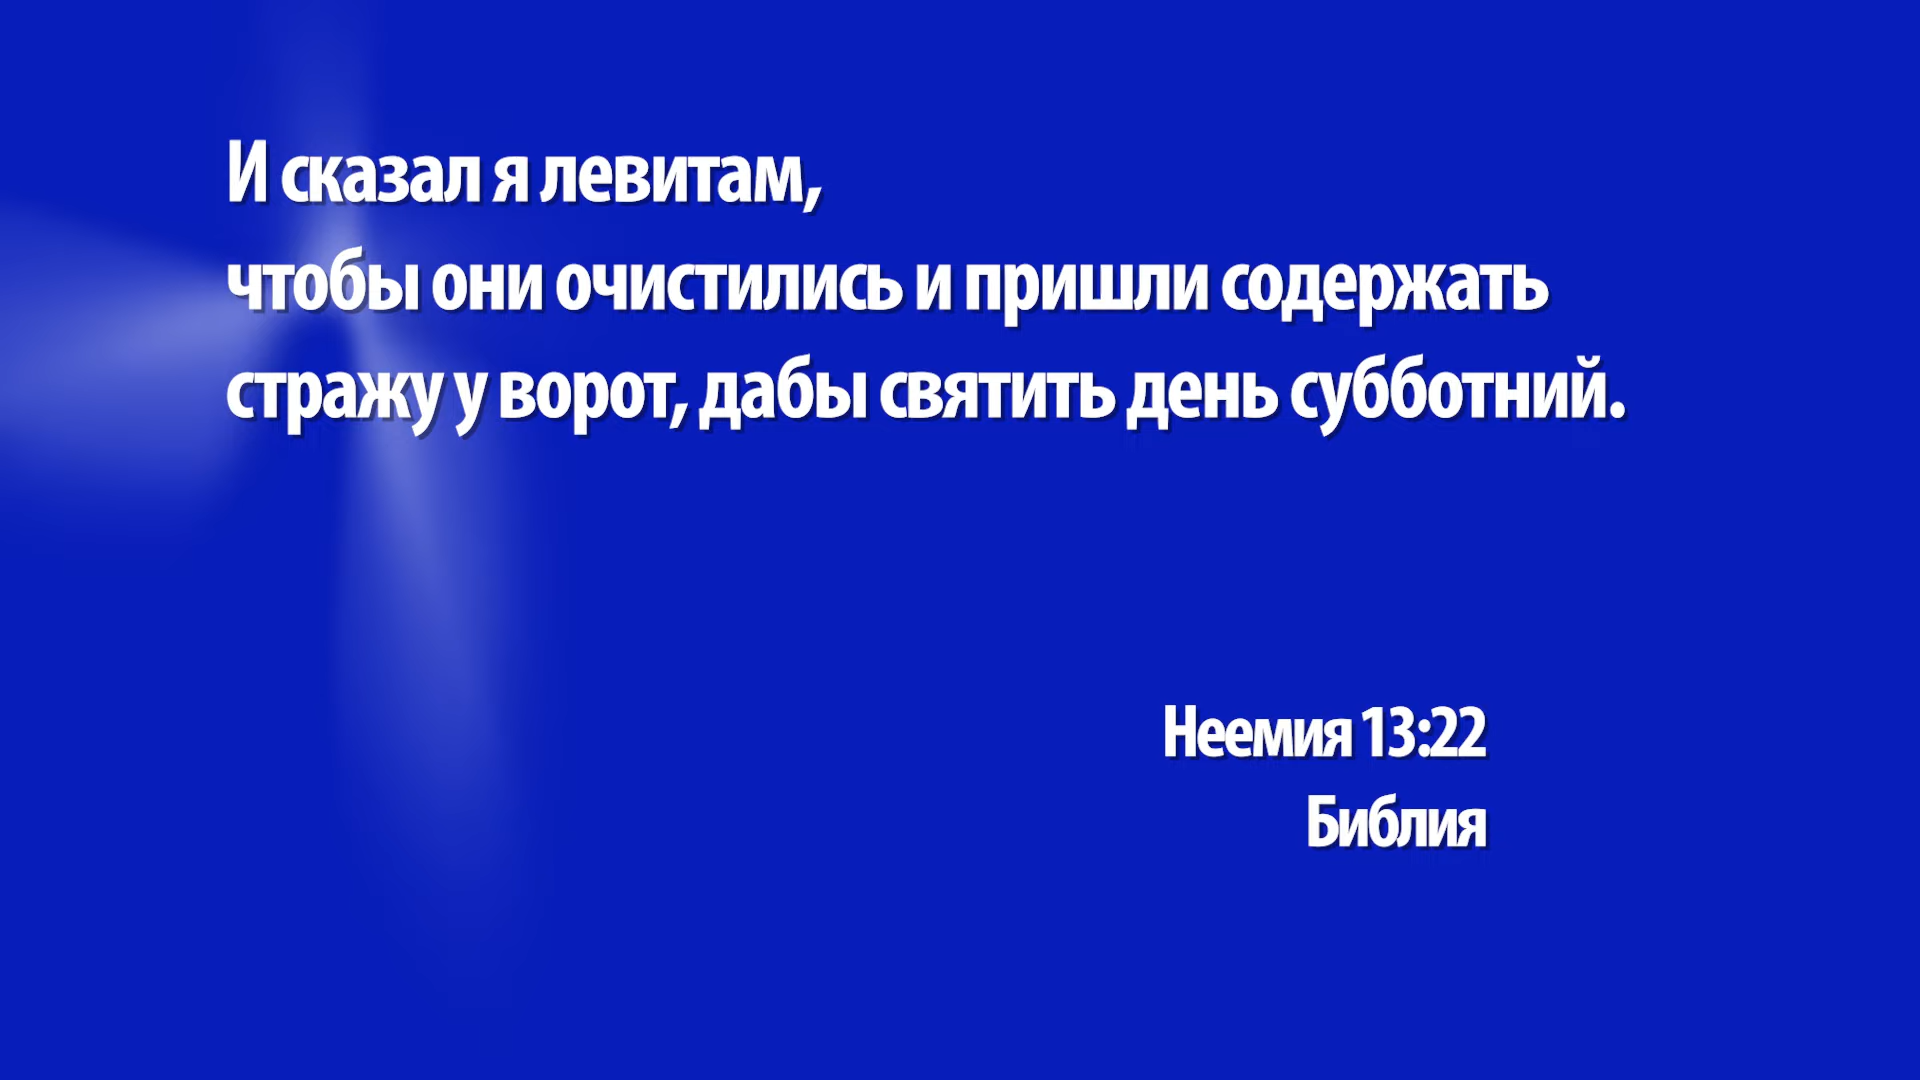 И сказал я левитам,
чтобы они очистились и пришли содержать
стражу у ворот, дабы святить день субботний.
Неемия 13:22
Библия